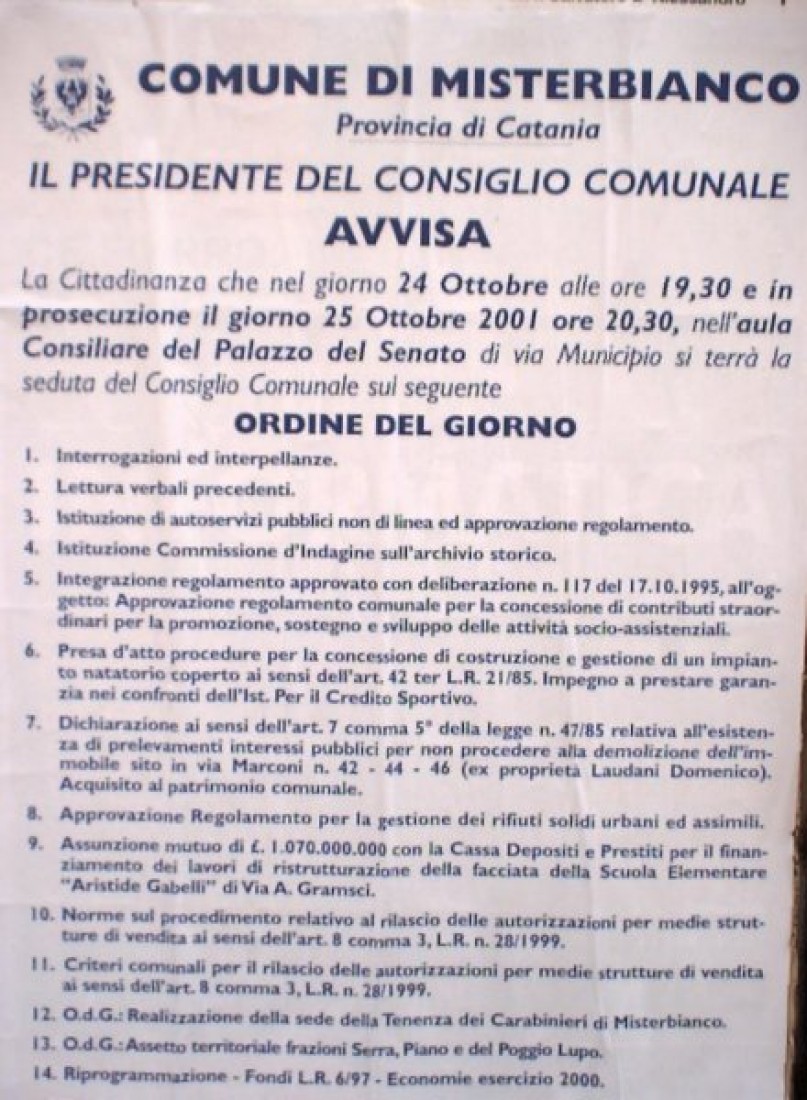 COMUNE DI MISTERBIANCO
Provincia di Catania
IL PRESIDENTE DEL CONSIGLIO COMUNALE
AVVISA
La Cittadinanza che nel giorno 24 Ottobre alle ore 19,30 e in
prosecuzione il giorno 25 Ottobre 2001 ore 20,30, nell'aula
Consiliare del Palazzo del Senato di via Municipio si terrà la
seduta del Consiglio Comunale sul seguente
ORDINE DEL GIORNO
1. Interrogazioni ed interpellanze.
2. Lettura verbali precedenti.
3. Istituzione di autoservizi pubblici non di linea ed approvazione regolamento.
4. Istituzione Commissione d'Indagine sull'archivio storico.
5. Integrazione regolamento approvato con deliberazione n. 117 del 17.10.1995, all'og-
getto: Approvazione regolamento comunale per la concessione di contributi straor-
dinari per la promozione, sostegno e sviluppo delle attività socio-assistenziali.
6. Presa d'atto procedure per la concessione di costruzione e gestione di un impian-
to natatorio coperto ai sensi dell'art. 42 ter L.R. 21/85. Impegno a prestare garan-
zia nei confronti dell'Ist. Per il Credito Sportivo.
7. Dichiarazione ai sensi dell'art. 7 comma 5° della legge n. 47/85 relativa all'esisten-
za di prelevamenti interessi pubblici per non procedere alla demolizione dell'im-
mobile sito in via Marconi n. 42 - 44 - 46 (ex proprietà Laudani Domenico).
Acquisito al patrimonio comunale.
8. Approvazione Regolamento per la gestione dei rifiuti solidi urbani ed assimili.
9. Assunzione mutuo di £. 1.070.000.000 con la Cassa Depositi e Prestiti per il finan-
ziamento dei lavori di ristrutturazione della facciata della Scuola Elementare
"Aristide Gabelli" di Via A. Gramsci.
10. Norme sul procedimento relativo al rilascio delle autorizzazioni per medie strut-
ture di vendita ai sensi dell'art. 8 comma 3, L.R. n. 28/1999.
11. Criteri comunali per il rilascio delle autorizzazioni per medie strutture di vendita
ai sensi dell'art. 8 comma 3, L.R. n. 28/1999.
12. O.d.G.: Realizzazione della sede della Tenenza dei Carabinieri di Misterbianco.
13. O.d.G.: Assetto territoriale frazioni Serra, Piano e del Poggio Lupo.
14. Riprogrammazione - Fondi L.R. 6/97 - Economie esercizio 2000.